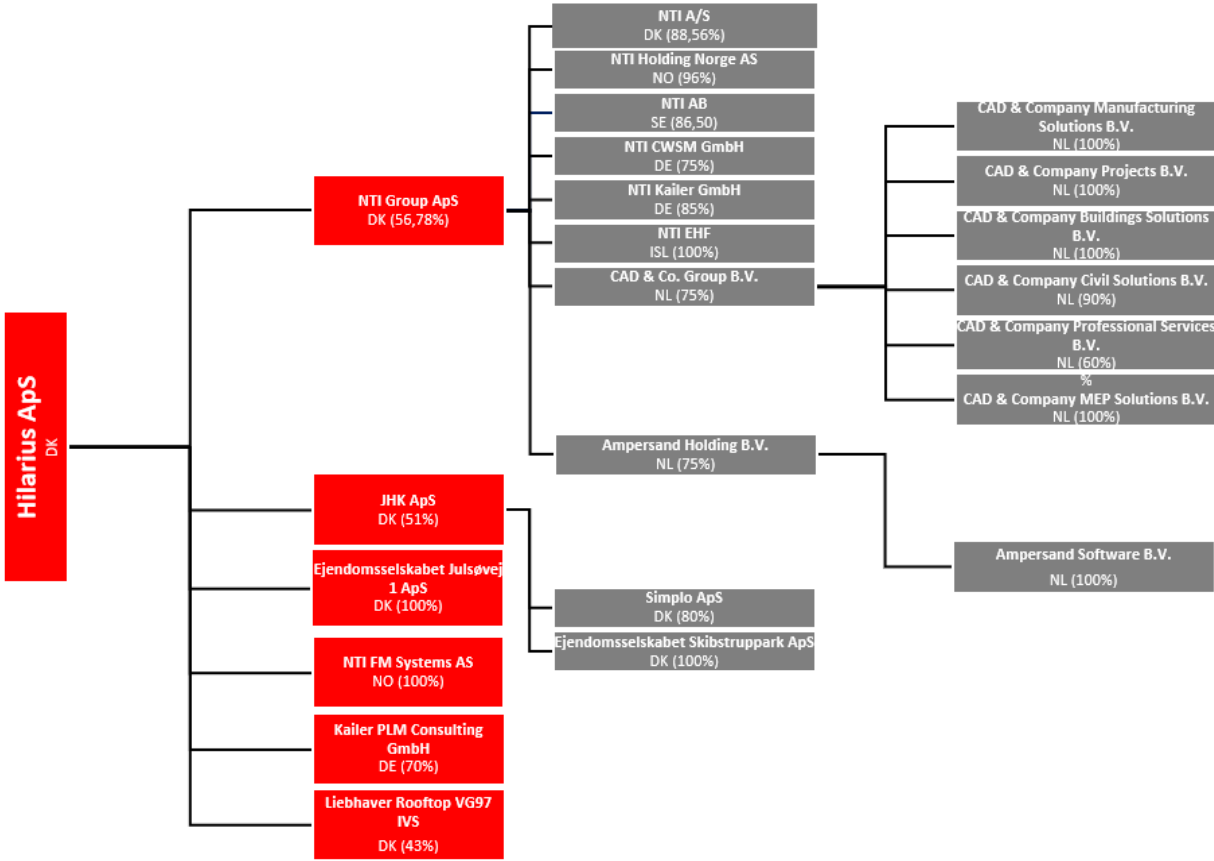 Hilarius ApS
DK
NTI Group ApS
DK (56,78%)
JHK ApS
DK (51%)
Ejendomsselskabet Julsøvej
1 ApS
DK (100%)
NTI FM Systems AS
NO (100%)
Kailer PLM Consulting
GmbH
DE (70%)
Liebhaver Rooftop VG97
IVS
DK (43%)
NTI A/S
DK (88,56%)
NTI Holding Norge AS
NO (96%)
NTI AB
SE (86,50)
NTI CWSM GmbH
DE (75%)
NTI Kailer GmbH
DE (85%)
NTI EHF
ISL (100%)
CAD & Co. Group B.V.
NL (75%)
Ampersand Holding B.V.
NL (75%)
Simplo ApS
DK (80%)
Ejendomsselskabet Skibstruppark ApS
DK (100%)
CAD & Company Manufacturing
Solutions B.V.
NL (100%)
CAD & Company Projects B.V.
NL (100%)
CAD & Company Buildings Solutions
B.V.
NL (100%)
CAD & Company Civil Solutions B.V.
NL (90%)
CAD & Company Professional Services
B.V.
NL (60%)
%
CAD & Company MEP Solutions B.V.
NL (100%)
Ampersand Software B.V.
NL (100%)